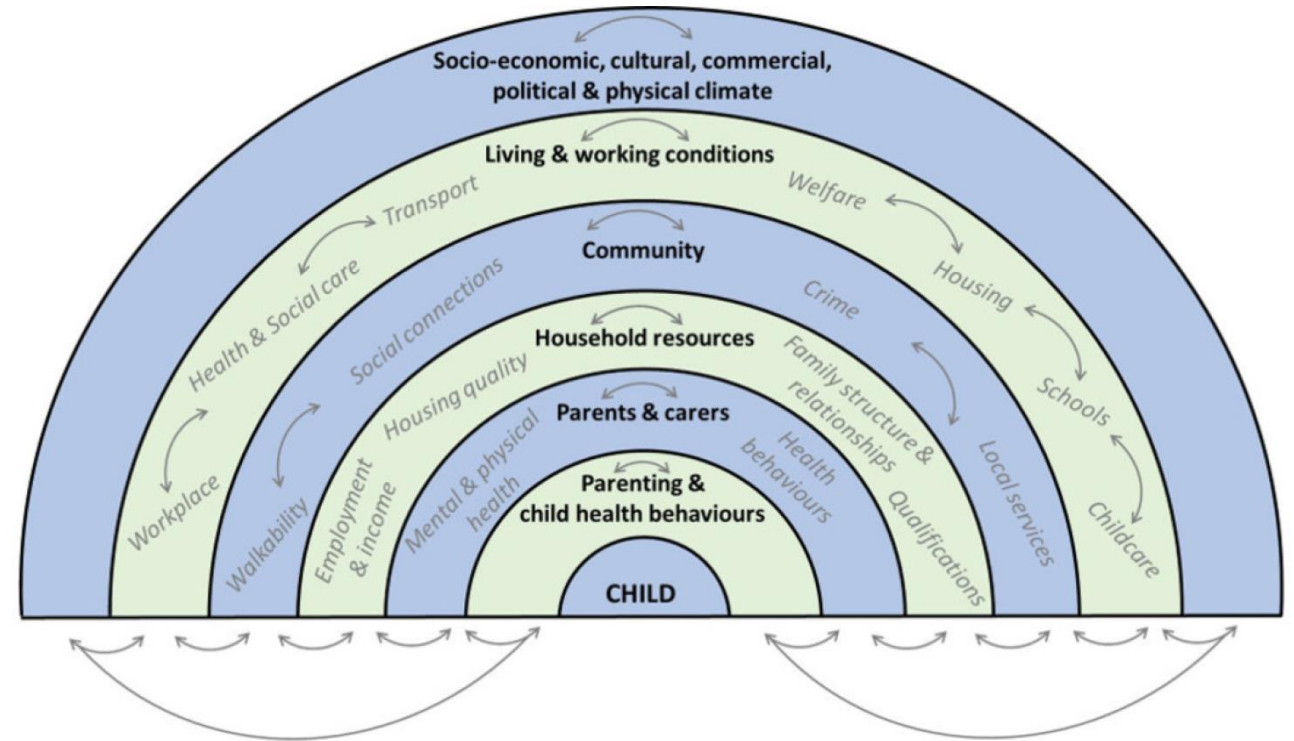 Socio-economic, cultural, commercial,
political & physical climate
Living & working conditions
Transport
Welfare
Health & Social care
Housing
Workplace
Schools
Childcare
Community
Social connections
Crime
Walkability
Local services
Household resources
Housing quality
Family structure &
relationships
Employment
& income
Qualifications
Parents & carers
Mental & physical
health
Health
behaviours
Parenting &
child health behaviours
CHILD